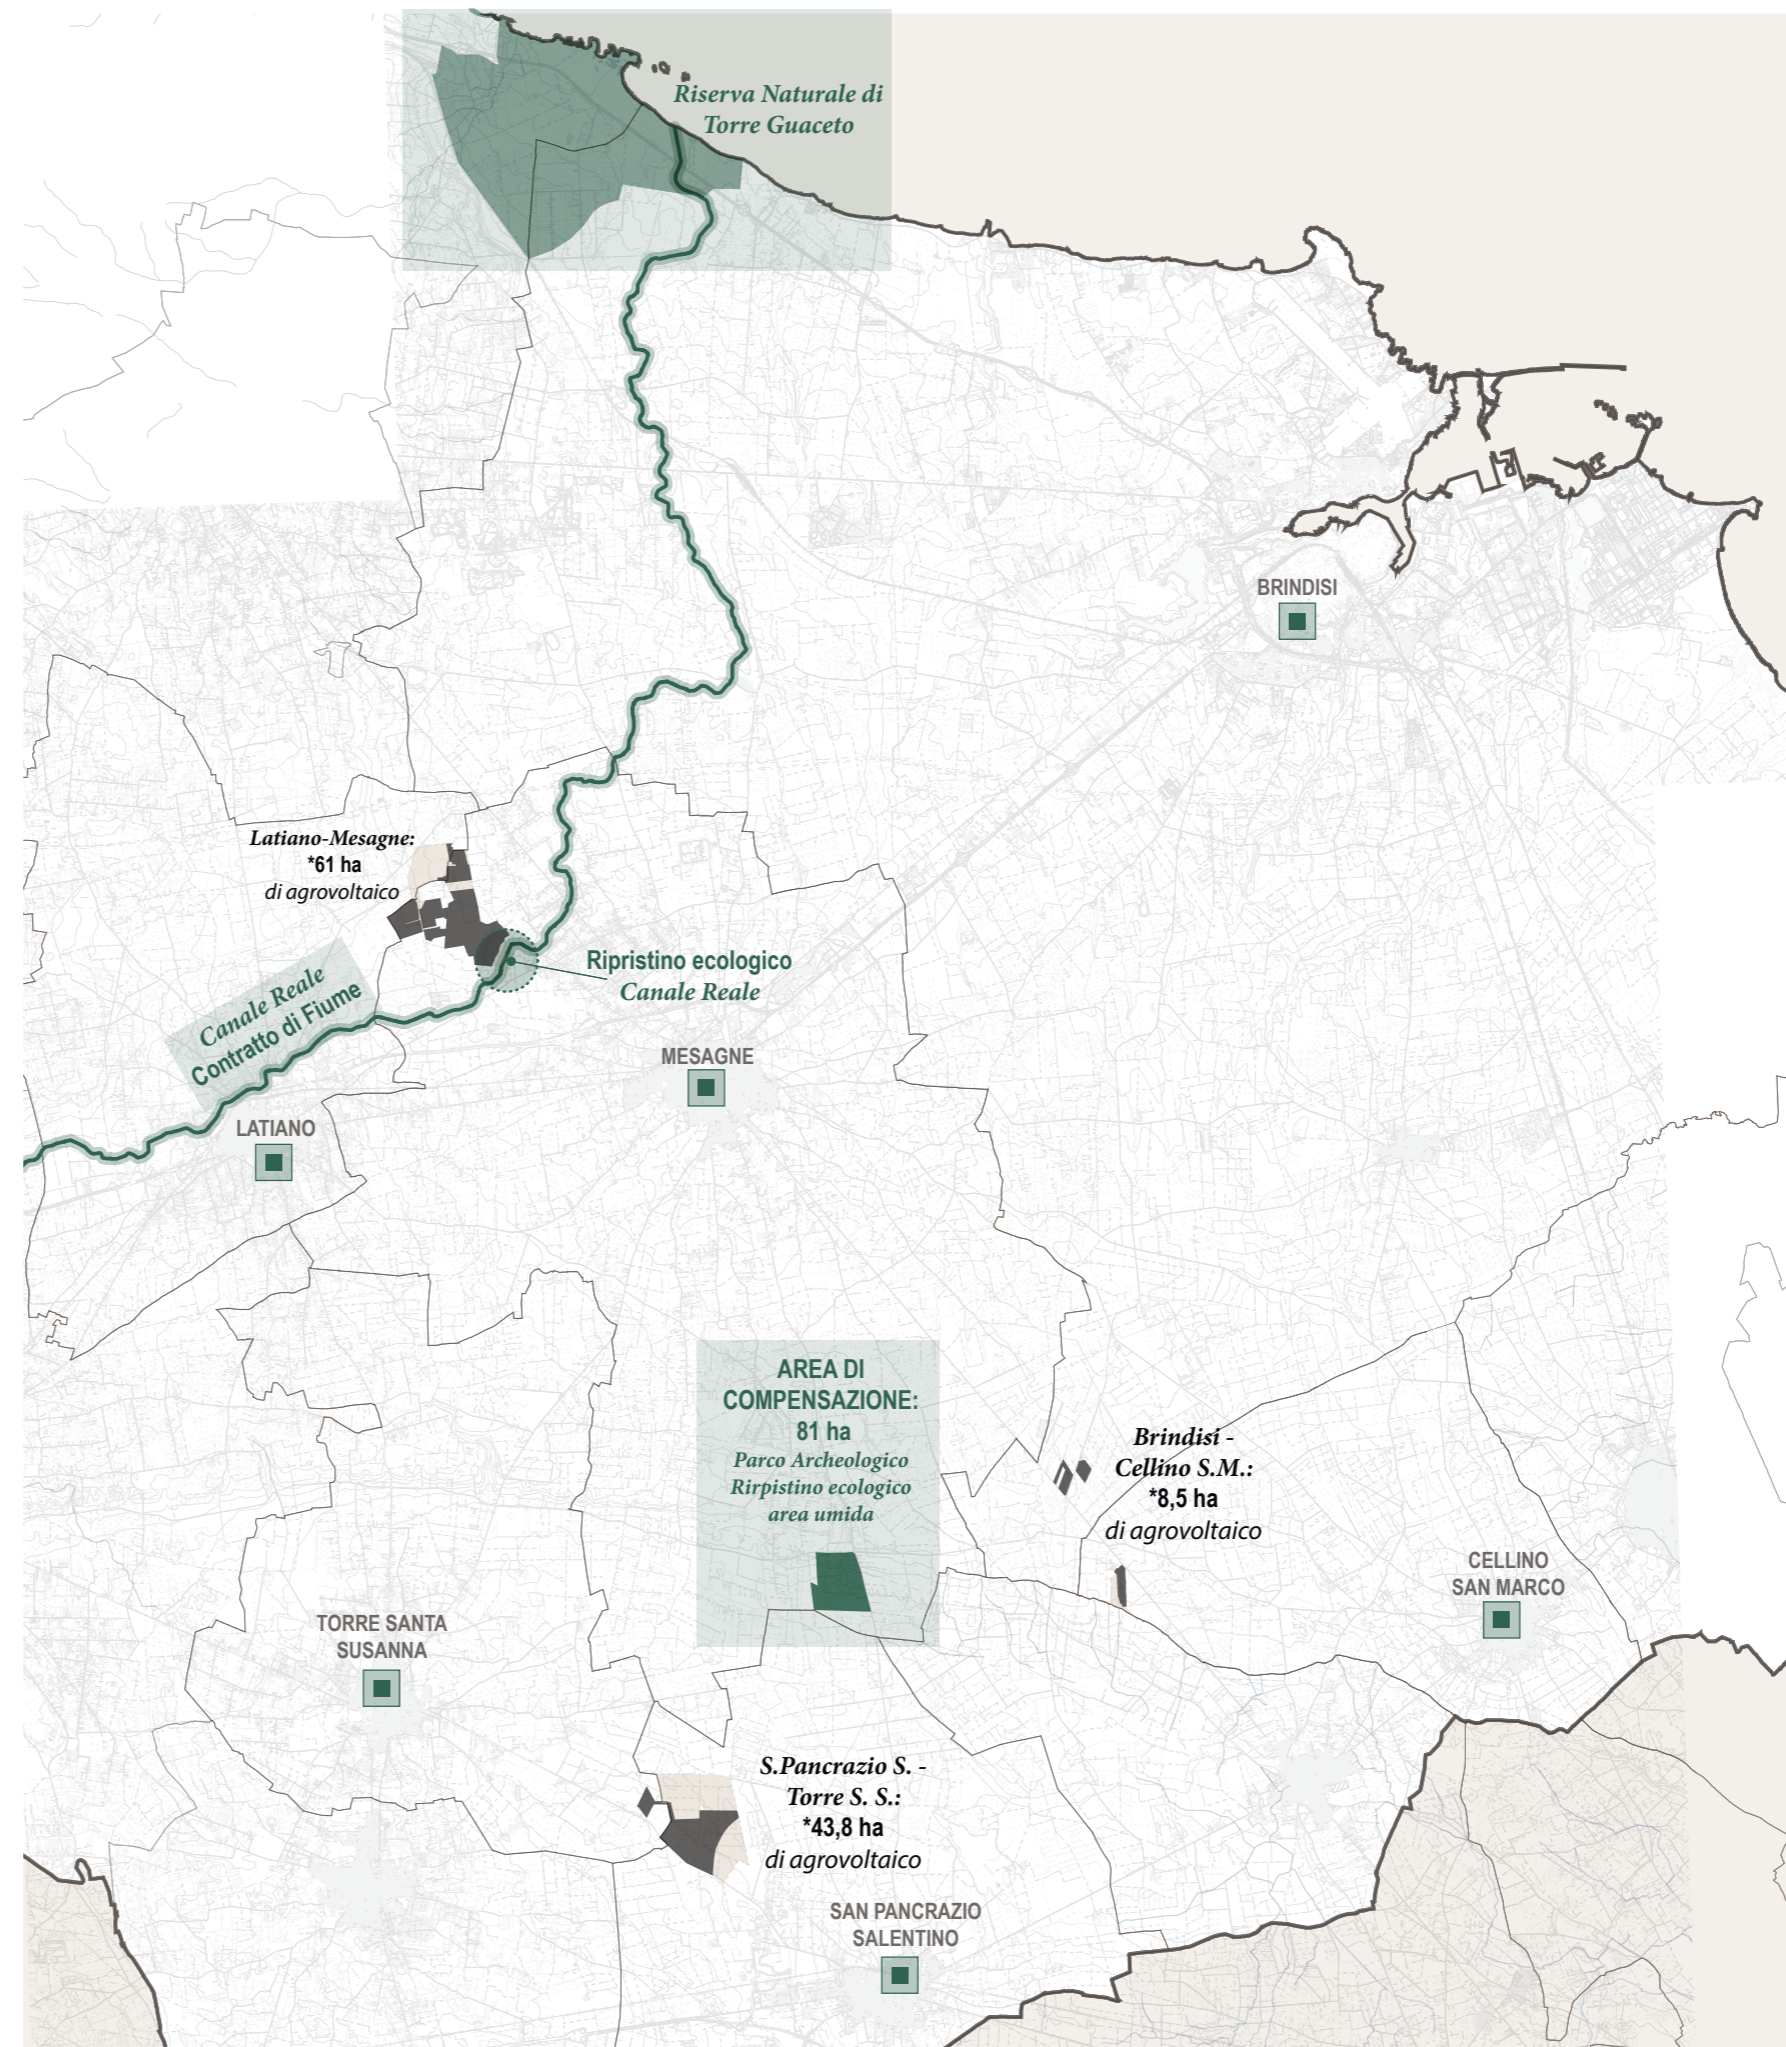 Riserva Naturale di
Torre Guaceto
BRINDISI
Latiano-Mesagne:
*61 ha
di agrovoltaico
Ripristino ecologico
Canale Reale
Canale Reale
Contratto di Fiume
MESAGNE
LATIANO
AREA DI
COMPENSAZIONE:
81 ha
Parco Archeologico
Rirpistino ecologico
area umida
Brindisi -
Cellino S.M.:
*8,5 ha
di agrovoltaico
CELLINO
SAN MARCO
TORRE SANTA
SUSANNA
S.Pancrazio S. -
Torre S. S.:
*43,8 ha
di agrovoltaico
SAN PANCRAZIO
SALENTINO